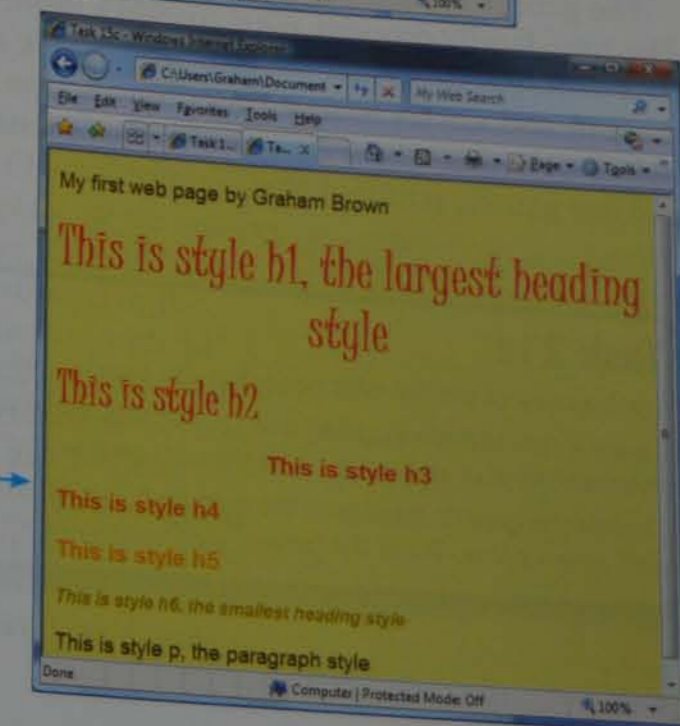 100%
Task 15c - Windows Internet Explorer
C:\Users\Graham\Document
My Web Search
File Edit View Favorites Tools Help
Task 1... Ta... Page Tools
My first web page by Graham Brown
This is style h1, the largest heading
style
This is style h2
This is style h3
This is style h4
This is style h5
This is style h6, the smallest heading style
This is style p, the paragraph style
Done
Computer | Protected Mode: Off
100%